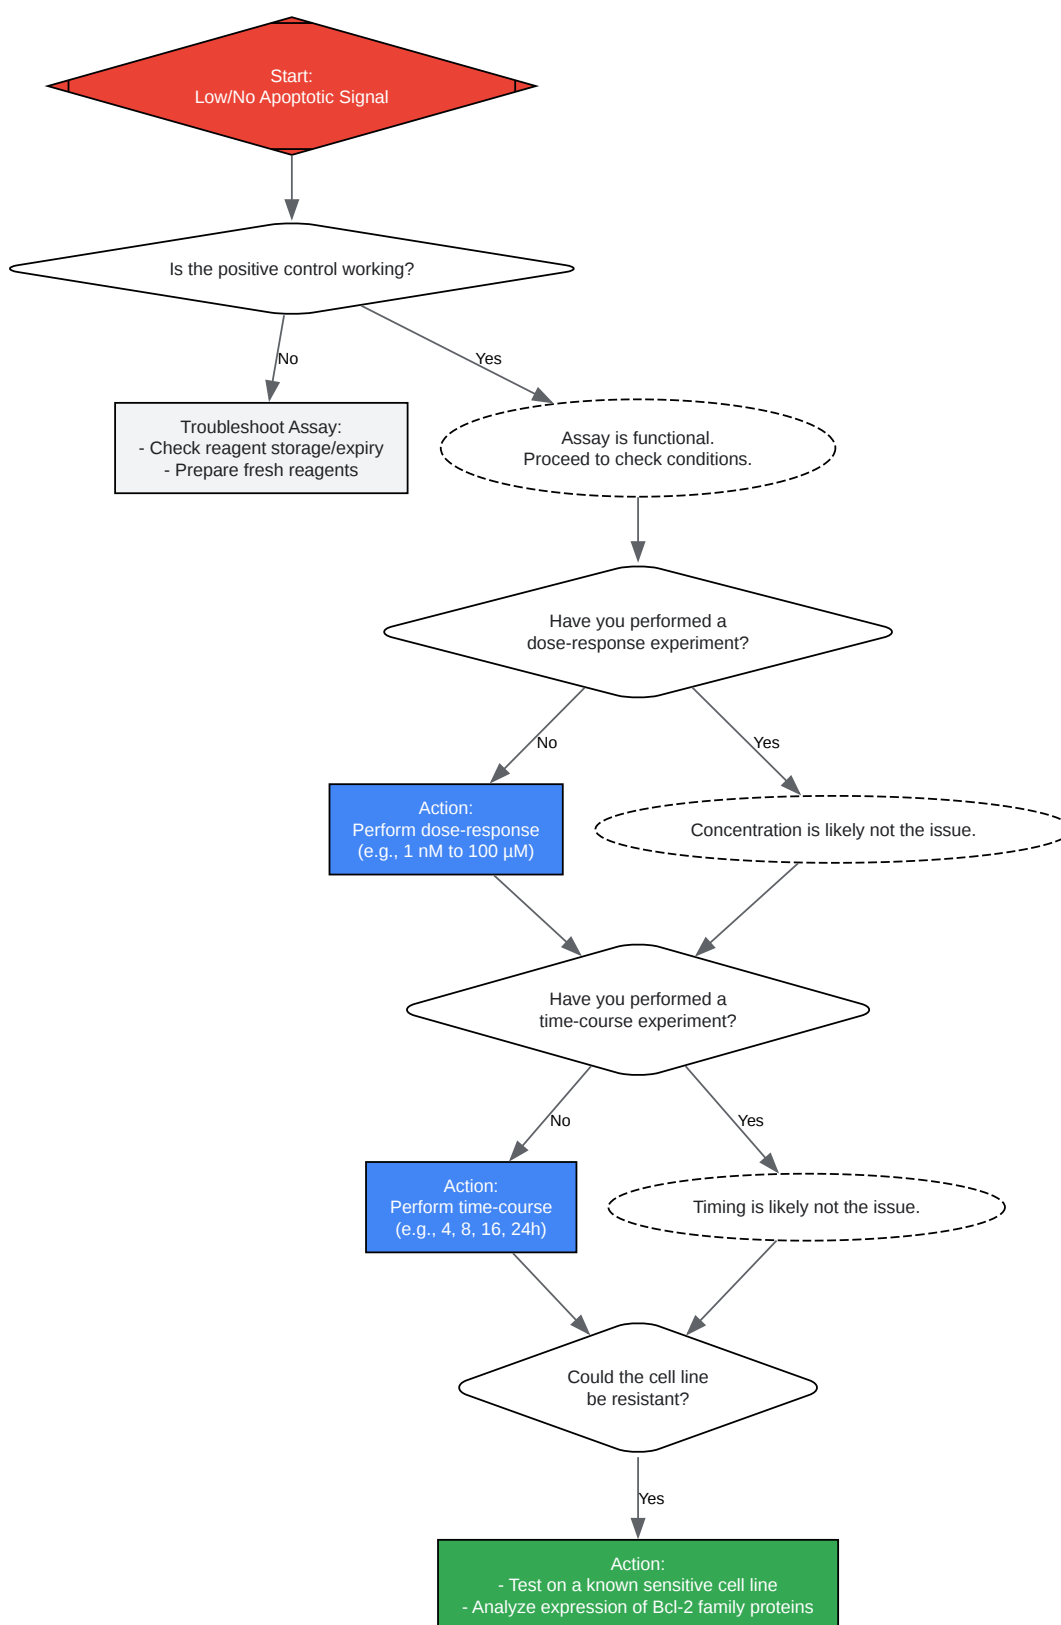 Start:
Low/No Apoptotic Signal
Is the positive control working?
No
Yes
Troubleshoot Assay:
- Check reagent storage/expiry
- Prepare fresh reagents
Assay is functional.
Proceed to check conditions.
Have you performed a
dose-response experiment?
No
Yes
Action:
Perform dose-response
(e.g., 1 nM to 100 µM)
Concentration is likely not the issue.
Have you performed a
time-course experiment?
No
Yes
Action:
Perform time-course
(e.g., 4, 8, 16, 24h)
Timing is likely not the issue.
Could the cell line
be resistant?
Yes
Action:
- Test on a known sensitive cell line
- Analyze expression of Bcl-2 family proteins